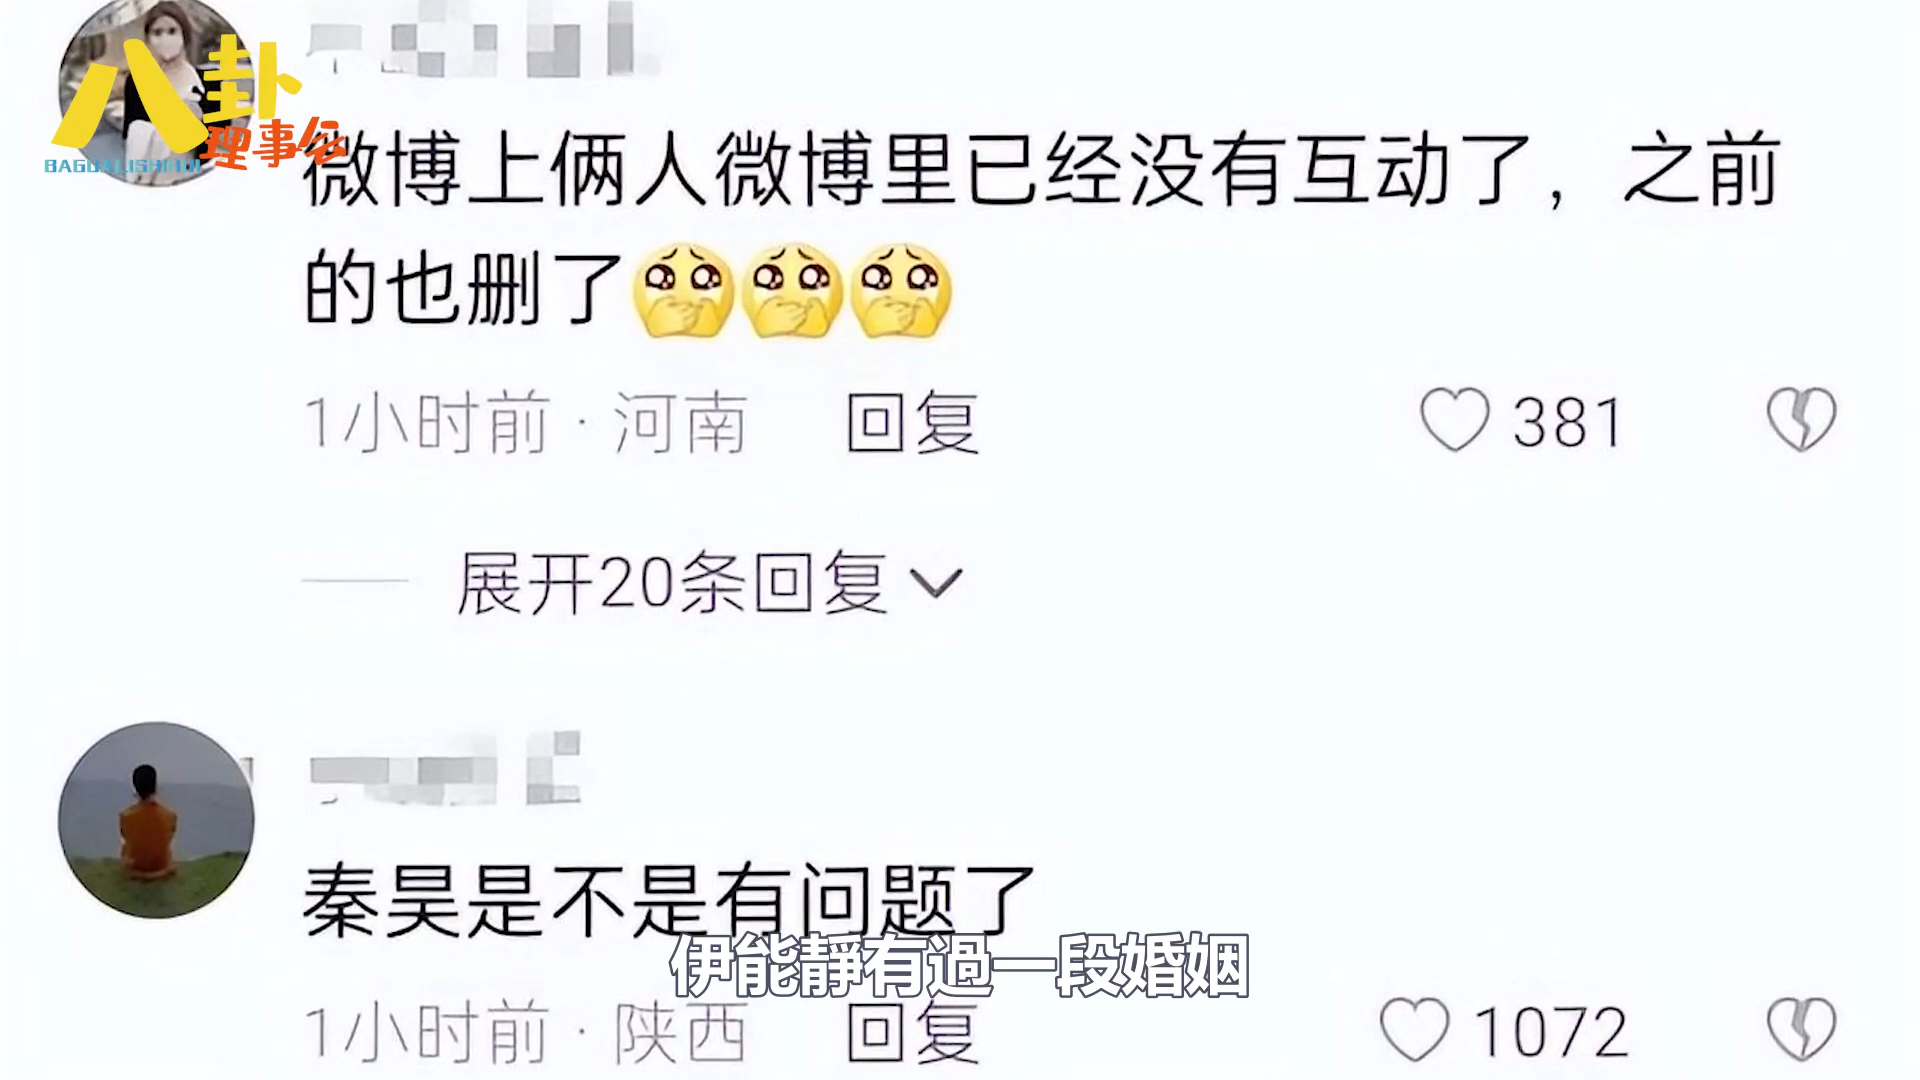 八卦
理事会
BAGUALISHIHUI
微博上俩人微博里已经没有互动了，之前
的也删了🥺🥺🥺
1小时前 · 河南 回复 381
展开20条回复
秦昊是不是有问题了
伊能靜有過一段婚姻
1小时前 · 陕西 回复 1072